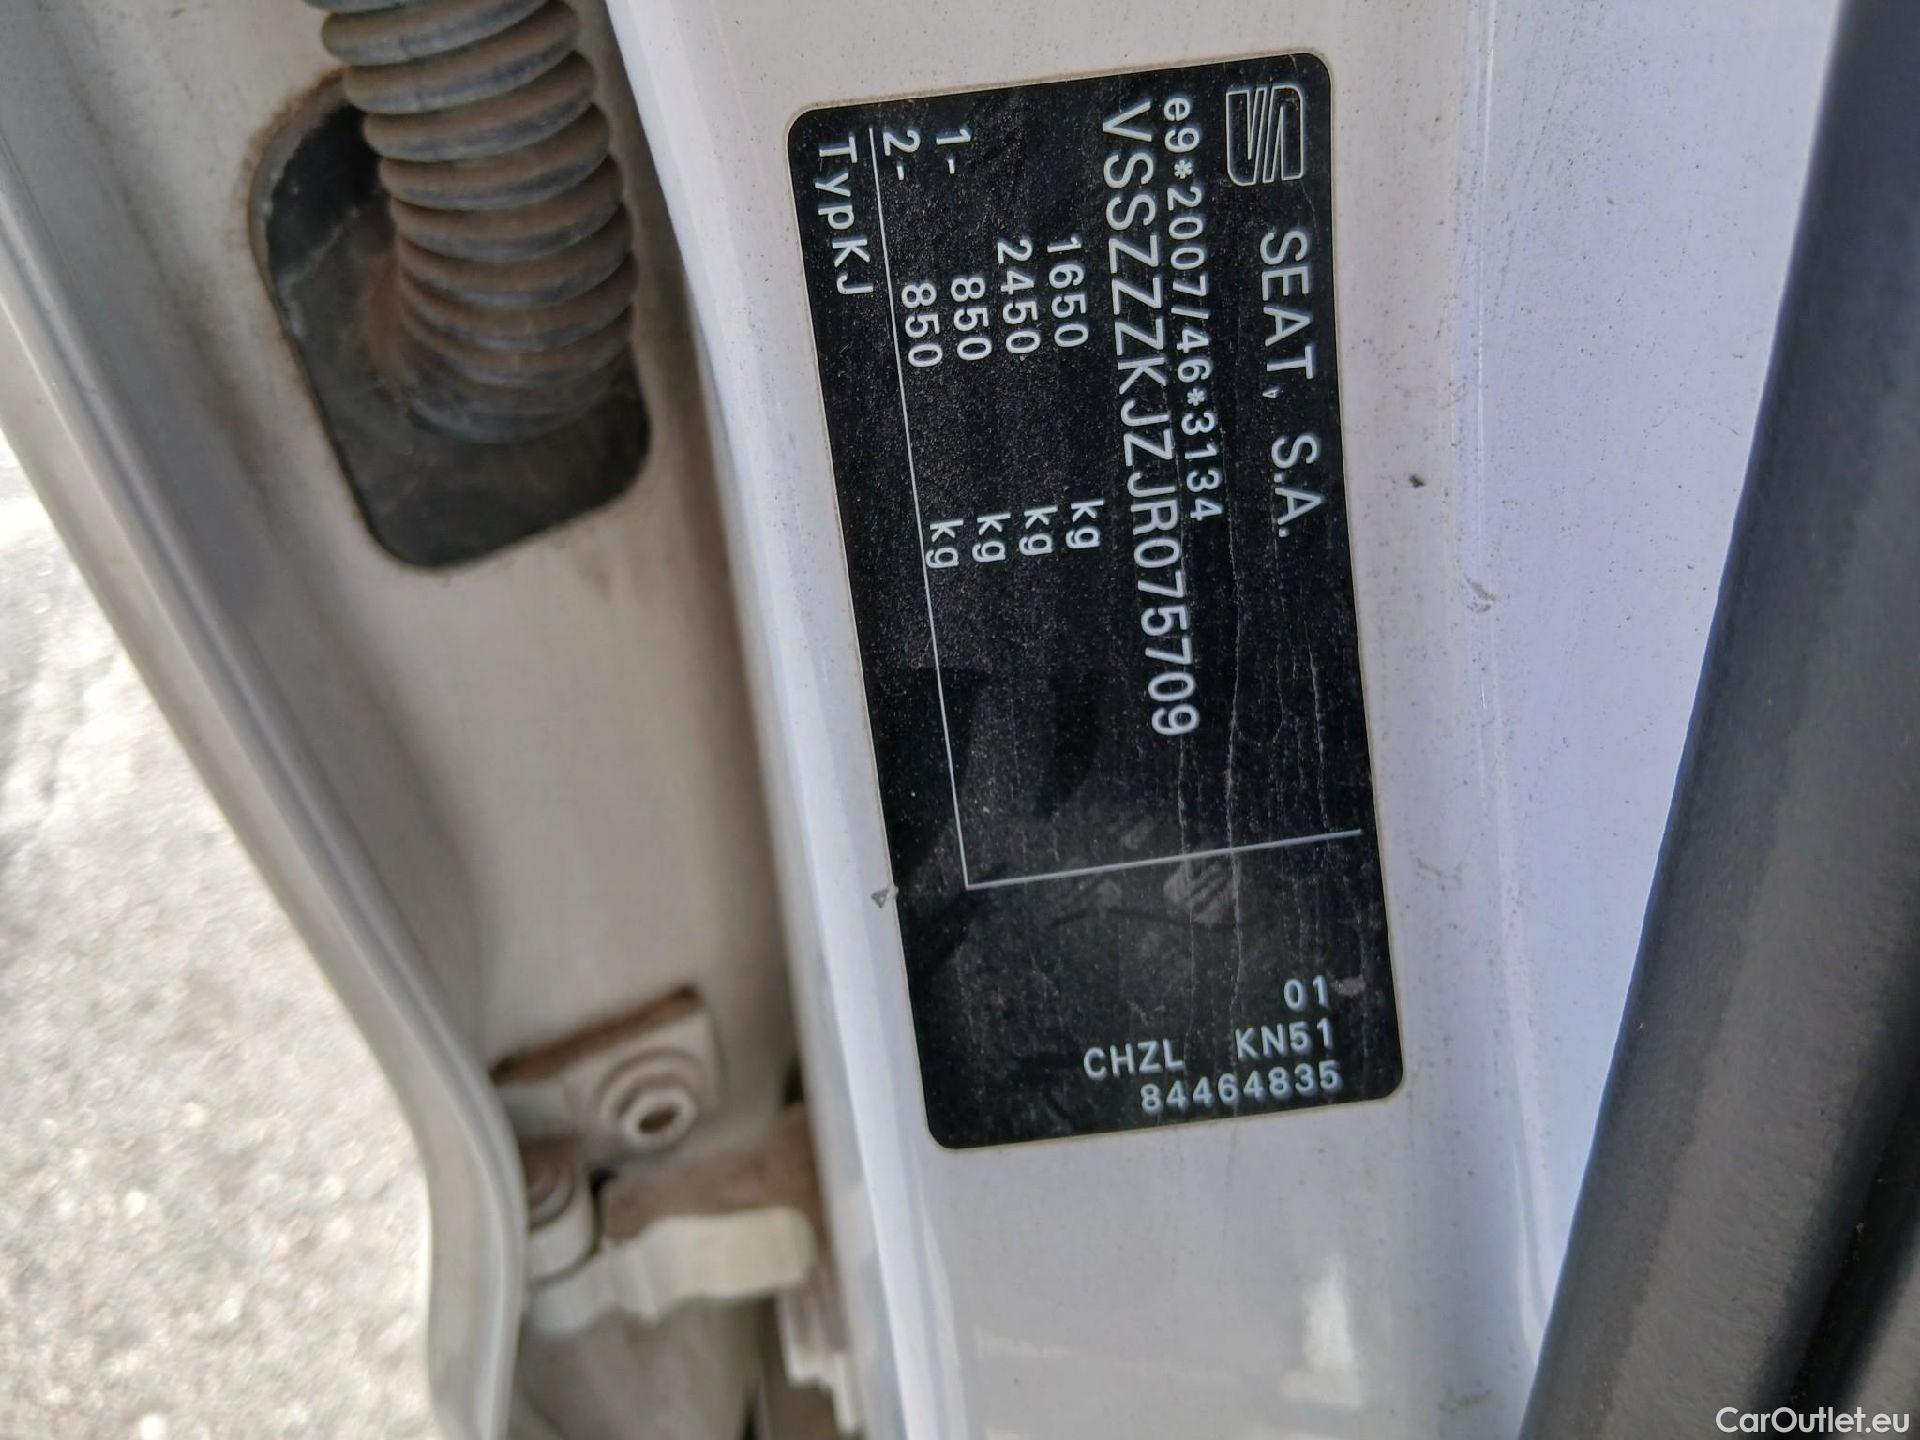 SEAT, S.A.
e9*2007/46*3134
VSSZZZKJZJR075709
1650 kg
2450 kg
1- 850 kg
2- 850 kg
TypKJ
01
CHZL KN51
84464835
CarOutlet.eu